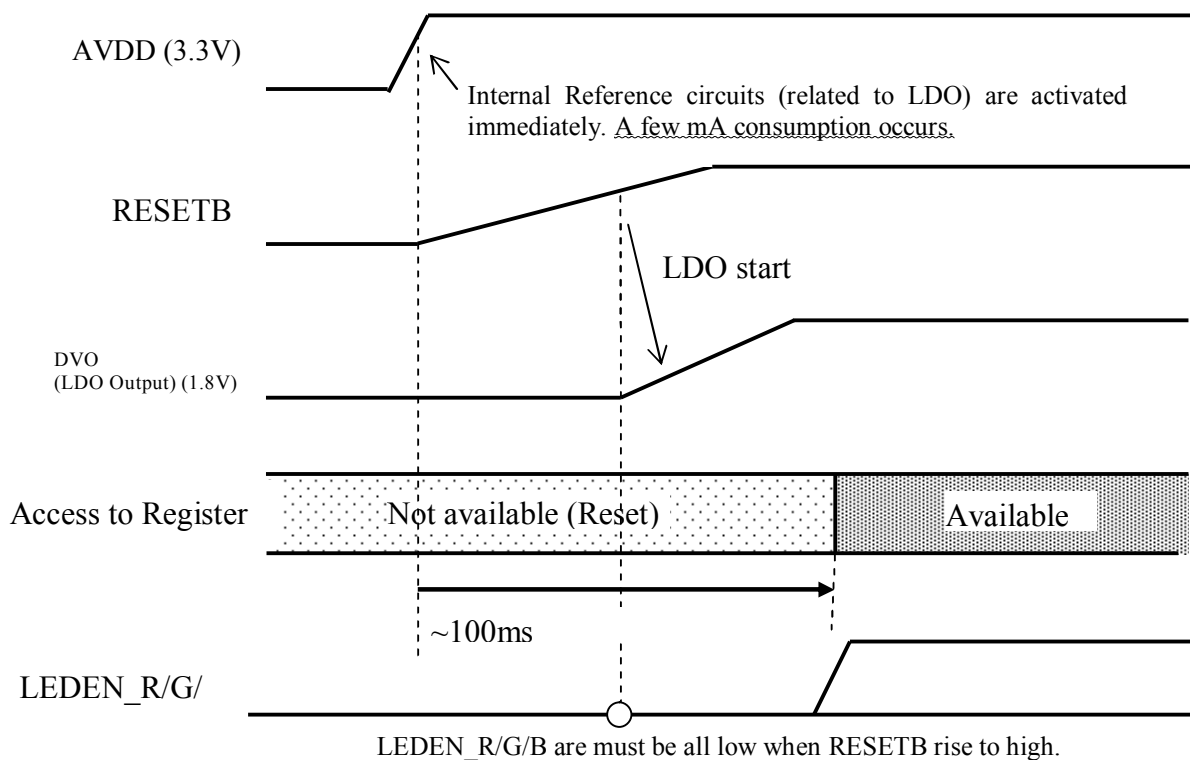 AVDD (3.3V)
Internal Reference circuits (related to LDO) are activated
immediately. A few mA consumption occurs.
RESETB
LDO start
DVO
(LDO Output) (1.8V)
Access to Register
Not available (Reset)
Available
~100ms
LEDEN_R/G/
LEDEN_R/G/B are must be all low when RESETB rise to high.